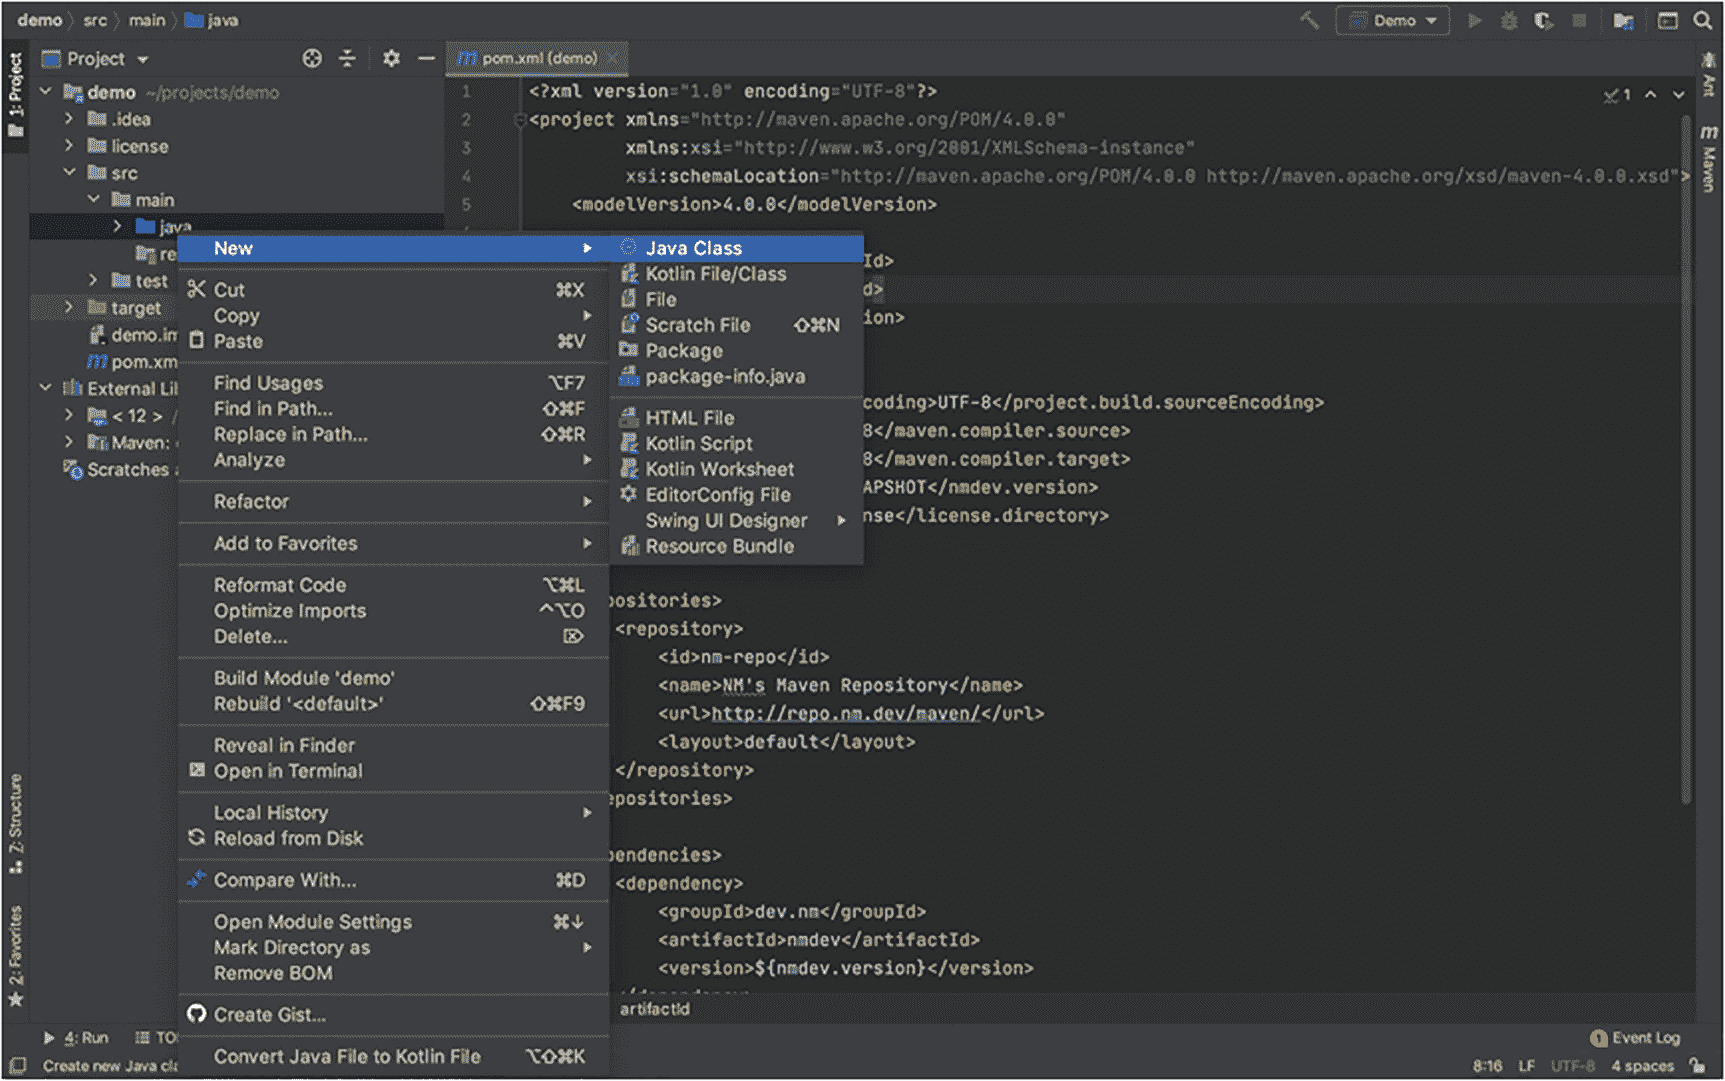 demo src main java
Demo
1: Project
Project
pom.xml (demo)
Ant
Maven
demo ~/projects/demo
.idea
license
src
main
java
re
test
target
demo.im
pom.xm
External Lil
< 12 > /
Maven:
Scratches
1 <?xml version="1.0" encoding="UTF-8"?>
2 <project xmlns="http://maven.apache.org/POM/4.0.0"
3 xmlns:xsi="http://www.w3.org/2001/XMLSchema-instance"
4 xsi:schemaLocation="http://maven.apache.org/POM/4.0.0 http://maven.apache.org/xsd/maven-4.0.0.xsd">
5 <modelVersion>4.0.0</modelVersion>
1
Id>
d>
ion>
coding>UTF-8</project.build.sourceEncoding>
8</maven.compiler.source>
8</maven.compiler.target>
APSHOT</nmdev.version>
nse</license.directory>
positories>
<repository>
<id>nm-repo</id>
<name>NM's Maven Repository</name>
<url>http://repo.nm.dev/maven/</url>
<layout>default</layout>
</repository>
epositories>
pendencies>
<dependency>
<groupId>dev.nm</groupId>
<artifactId>nmdev</artifactId>
<version>${nmdev.version}</version>
artifactId
New
Cut ⌘X
Copy
Paste ⌘V
Find Usages ⌥F7
Find in Path... ⇧⌘F
Replace in Path... ⇧⌘R
Analyze
Refactor
Add to Favorites
Reformat Code ⌥⌘L
Optimize Imports ^⌥O
Delete... ⌦
Build Module 'demo'
Rebuild '<default>' ⇧⌘F9
Reveal in Finder
Open in Terminal
Local History
Reload from Disk
Compare With... ⌘D
Open Module Settings ⌘↓
Mark Directory as
Remove BOM
Create Gist...
Convert Java File to Kotlin File ⌥⇧⌘K
Java Class
Kotlin File/Class
File
Scratch File ⇧⌘N
Package
package-info.java
HTML File
Kotlin Script
Kotlin Worksheet
EditorConfig File
Swing UI Designer
Resource Bundle
Z: Structure
2: Favorites
4: Run TO
1 Event Log
Create new Java cla
8:16 LF UTF-8 4 spaces